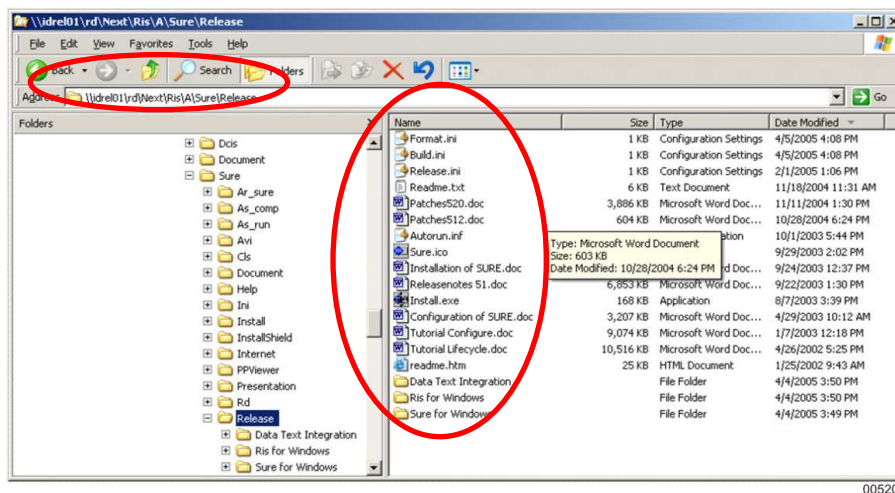 \\idrel01\rd\Next\Ris\A\Sure\Release
File Edit View Favorites Tools Help
Back Search Folders
Address \\idrel01\rd\Next\Ris\A\Sure\Release Go
Folders
Dcis
Document
Sure
Ar_sure
As_comp
As_run
Avi
Cls
Document
Help
Ini
Install
InstallShield
Internet
PPViewer
Presentation
Rd
Release
Data Text Integration
Ris for Windows
Sure for Windows
Name Size Type Date Modified
Format.ini 1 KB Configuration Settings 4/5/2005 4:08 PM
Build.ini 1 KB Configuration Settings 4/5/2005 4:08 PM
Release.ini 1 KB Configuration Settings 2/1/2005 1:06 PM
Readme.txt 6 KB Text Document 11/18/2004 11:31 AM
Patches520.doc 3,886 KB Microsoft Word Doc... 11/11/2004 1:30 PM
Patches512.doc 604 KB Microsoft Word Doc... 10/28/2004 6:24 PM
Autorun.inf 10/1/2003 5:44 PM
Sure.ico 9/29/2003 2:02 PM
Installation of SURE.doc 9/24/2003 12:37 PM
Releasenotes 51.doc 6,853 KB Microsoft Word Doc... 9/22/2003 1:30 PM
Install.exe 168 KB Application 8/7/2003 3:39 PM
Configuration of SURE.doc 3,207 KB Microsoft Word Doc... 4/29/2003 10:12 AM
Tutorial Configure.doc 9,074 KB Microsoft Word Doc... 1/7/2003 12:18 PM
Tutorial Lifecycle.doc 10,516 KB Microsoft Word Doc... 4/26/2002 5:25 PM
readme.htm 25 KB HTML Document 1/25/2002 9:43 AM
Data Text Integration File Folder 4/4/2005 3:50 PM
Ris for Windows File Folder 4/4/2005 3:50 PM
Sure for Windows File Folder 4/4/2005 3:49 PM
Type: Microsoft Word Document
Size: 603 KB
Date Modified: 10/28/2004 6:24 PM
00520